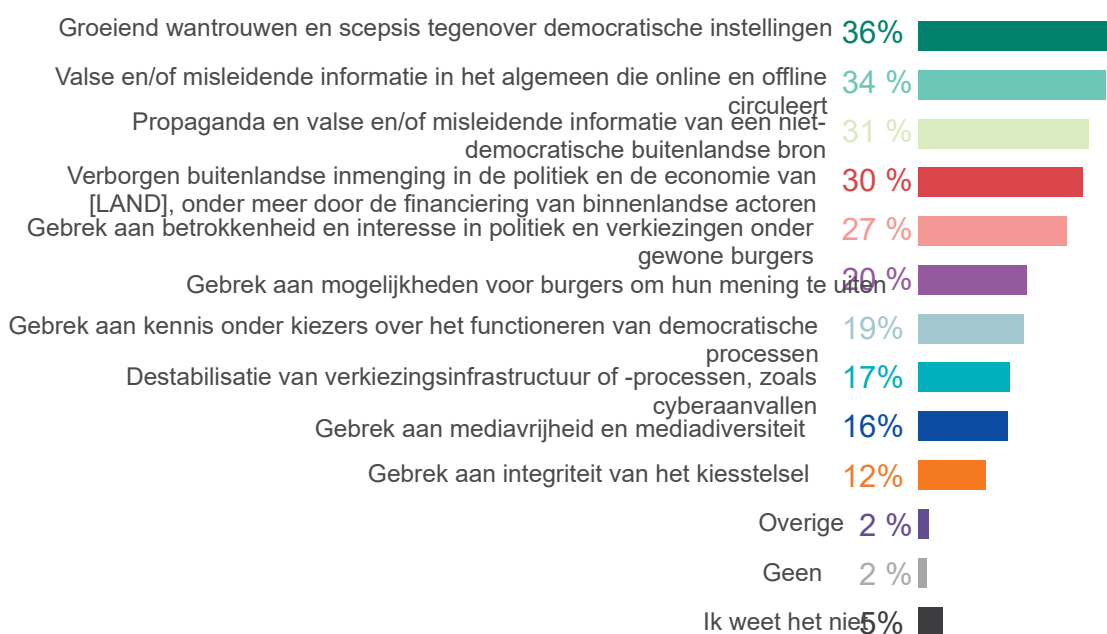 Groeiend wantrouwen en scepsis tegenover democratische instellingen 36%
Valse en/of misleidende informatie in het algemeen die online en offline 34 %
circuleert
Propaganda en valse en/of misleidende informatie van een niet- 31 %
democratische buitenlandse bron
Verborgen buitenlandse inmenging in de politiek en de economie van 30 %
[LAND], onder meer door de financiering van binnenlandse actoren
Gebrek aan betrokkenheid en interesse in politiek en verkiezingen onder 27 %
gewone burgers
Gebrek aan mogelijkheden voor burgers om hun mening te uiten 20 %
Gebrek aan kennis onder kiezers over het functioneren van democratische 19%
processen
Destabilisatie van verkiezingsinfrastructuur of -processen, zoals 17%
cyberaanvallen
Gebrek aan mediavrijheid en mediadiversiteit 16%
Gebrek aan integriteit van het kiesstelsel 12%
Overige 2 %
Geen 2 %
Ik weet het niet 5%